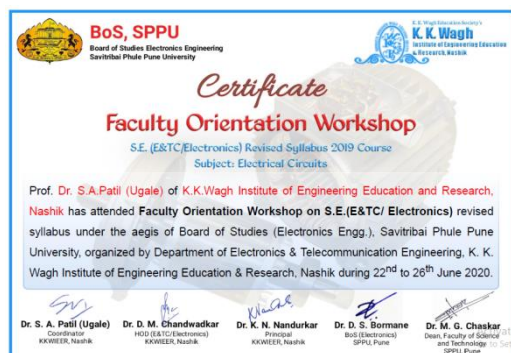 BoS, SPPU
Board of Studies Electronics Engineering
Savitribai Phule Pune University
K. K. Wagh Education Society's
K. K. Wagh
Institute of Engineering Education
& Research, Nashik
Certificate
Faculty Orientation Workshop
S.E. (E&TC/Electronics) Revised Syllabus 2019 Course
Subject: Electrical Circuits
Prof. Dr. S.A.Patil (Ugale) of K.K.Wagh Institute of Engineering Education and Research,
Nashik has attended Faculty Orientation Workshop on S.E.(E&TC/ Electronics) revised
syllabus under the aegis of Board of Studies (Electronics Engg.), Savitribai Phule Pune
University, organized by Department of Electronics & Telecommunication Engineering, K. K.
Wagh Institute of Engineering Education & Research, Nashik during 22nd to 26th June 2020.
Dr. S. A. Patil (Ugale)
Coordinator
KKWIEER, Nashik
Dr. D. M. Chandwadkar
HOD (E&TC/Electronics)
KKWIEER, Nashik
Dr. K. N. Nandurkar
Principal
KKWIEER, Nashik
Dr. D. S. Bormane
BoS (Electronics)
SPPU, Pune
Dr. M. G. Chaskar
Dean, Faculty of Science
and Technology
SPPU, Pune